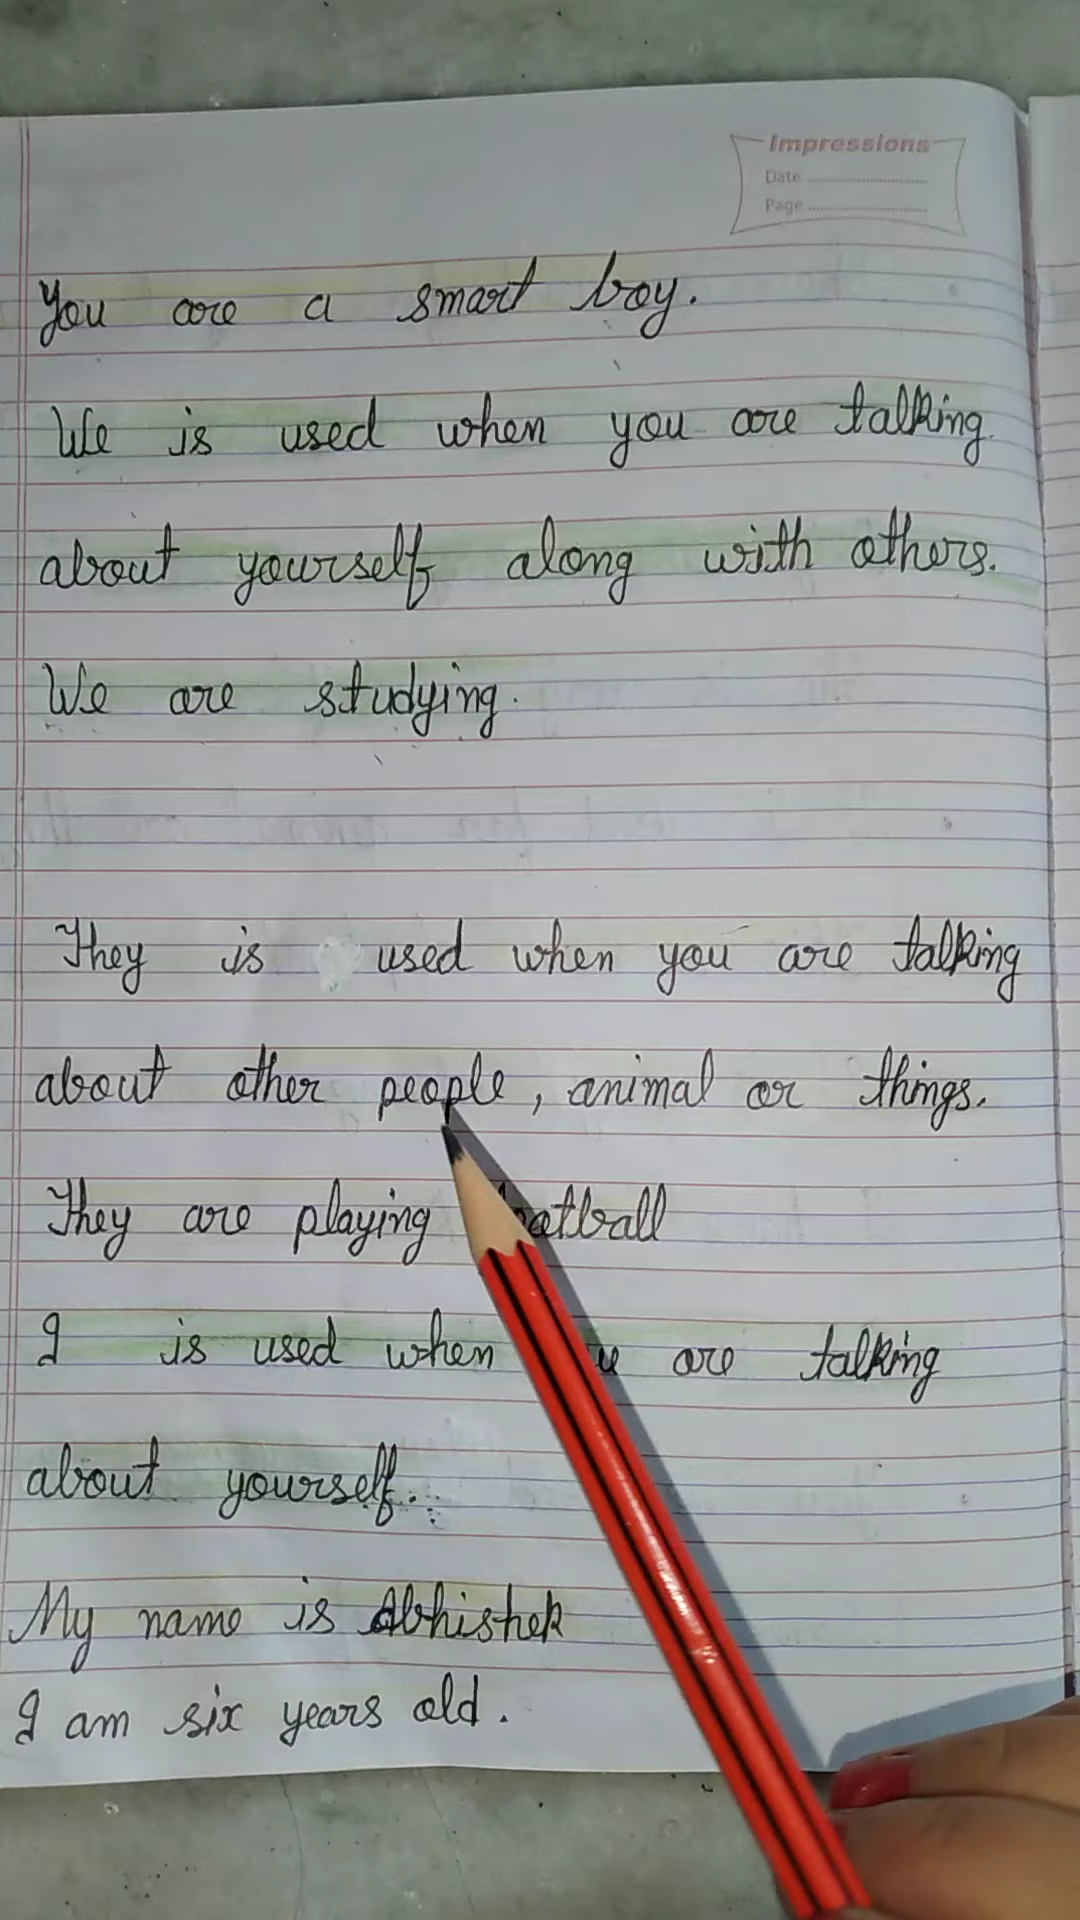 Impressions
Date
Page
You are a smart boy.
We is used when you are talking
about yourself along with others.
We are studying.
They is used when you are talking
about other people, animal or things.
They are playing
I is used when are talking
about yourself.
My name is Abhishek
I am six years old.